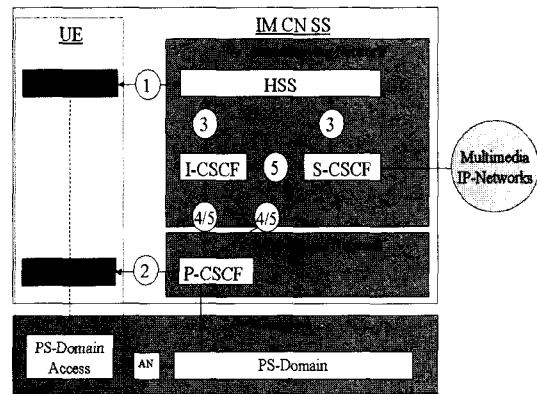 UE
IM CN SS
1
HSS
3
3
I-CSCF
5
S-CSCF
Multimedia
IP-Networks
4/5
4/5
2
P-CSCF
PS-Domain
Access
AN
PS-Domain